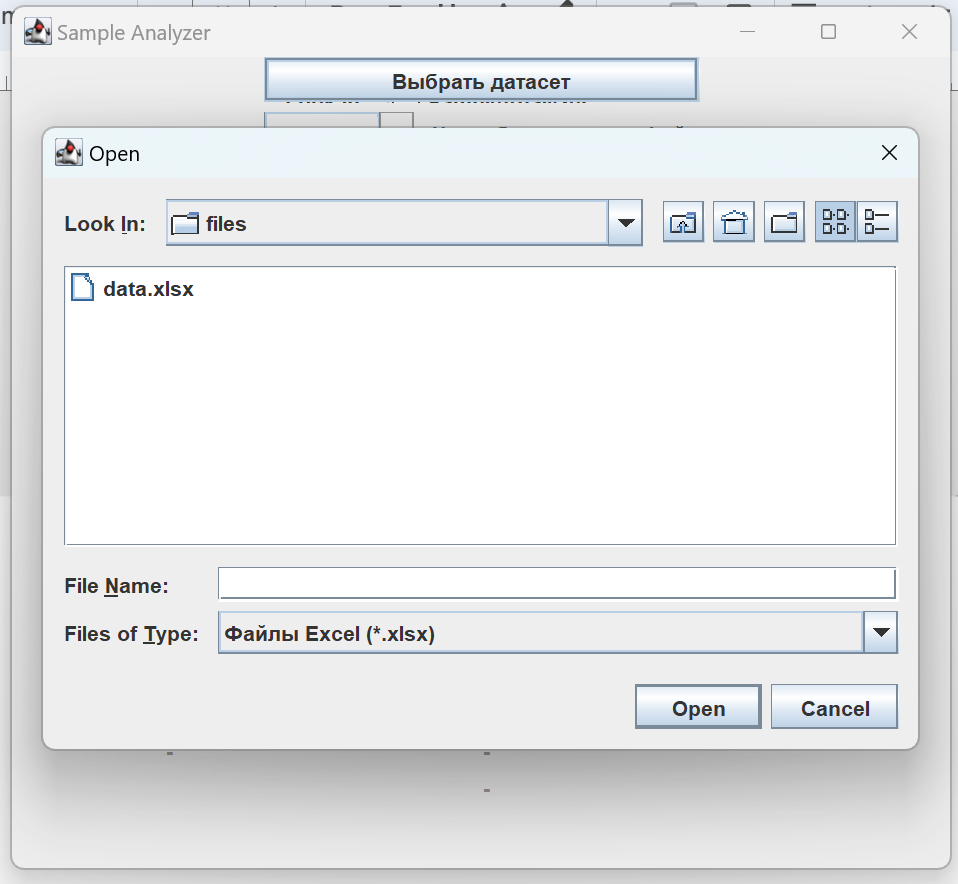 Sample Analyzer
Выбрать датасет
Open
Look In:
files
data.xlsx
File Name:
Files of Type:
Файлы Excel (*.xlsx)
Open
Cancel